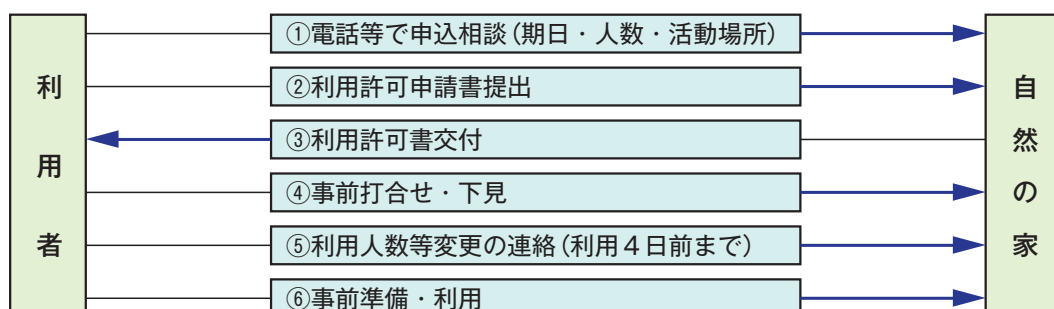 利用者
①電話等で申込相談(期日・人数・活動場所)
②利用許可申請書提出
③利用許可書交付
④事前打合せ・下見
⑤利用人数等変更の連絡(利用4日前まで)
⑥事前準備・利用
自然の家